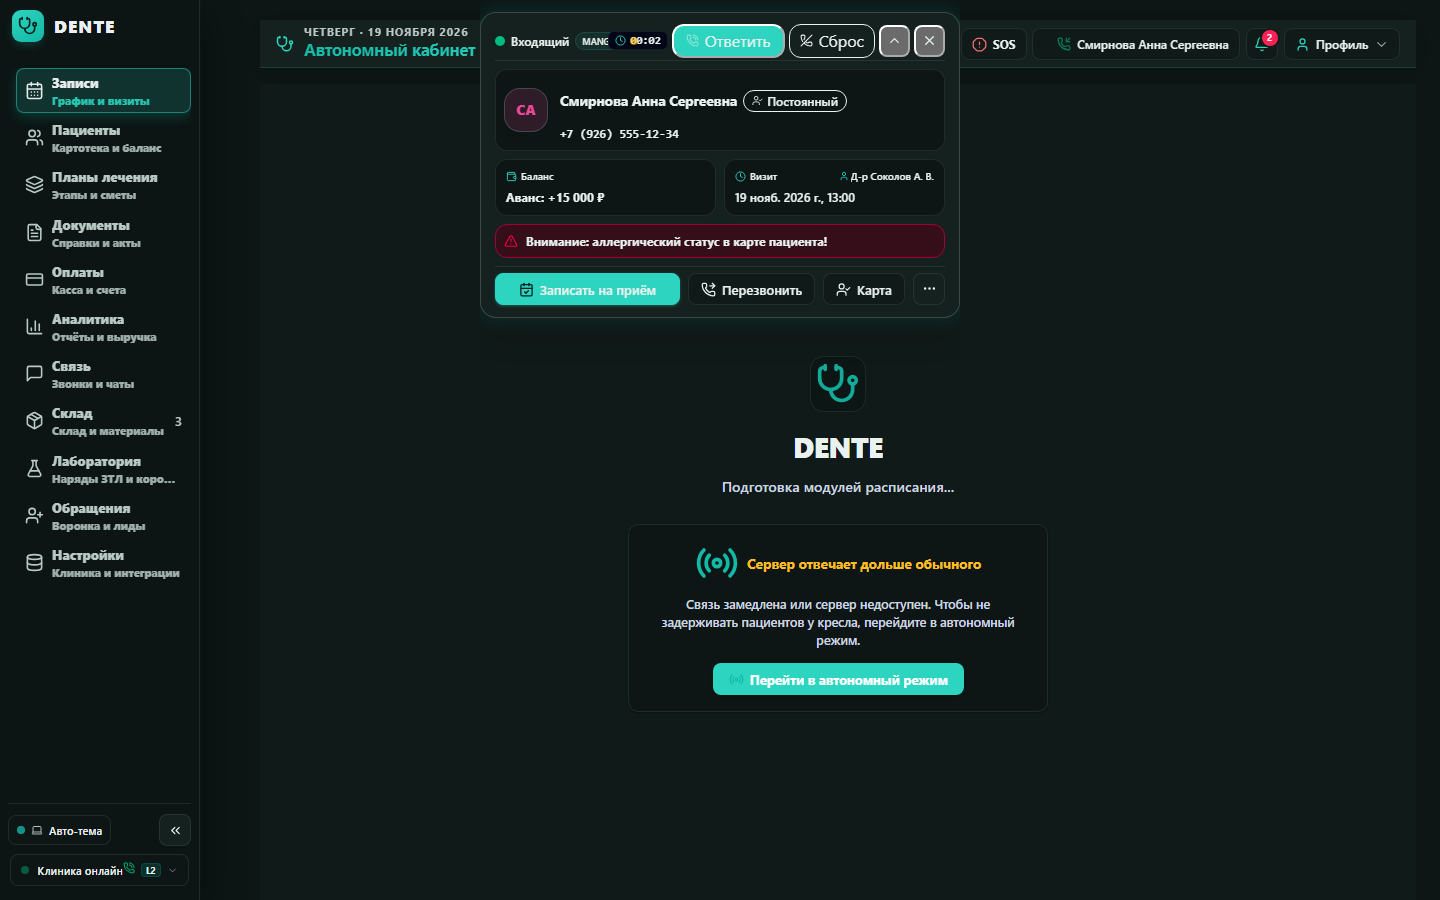 DENTE
Записи
График и визиты
Пациенты
Картотека и баланс
Планы лечения
Этапы и сметы
Документы
Справки и акты
Оплаты
Касса и счета
Аналитика
Отчёты и выручка
Связь
Звонки и чаты
Склад
Склад и материалы
3
Лаборатория
Наряды ЗТЛ и коро...
Обращения
Воронка и лиды
Настройки
Клиника и интеграции
Авто-тема
Клиника онлайн
L2
ЧЕТВЕРГ · 19 НОЯБРЯ 2026
Автономный кабинет
Входящий
MANG
00:02
Ответить
Сброс
SOS
Смирнова Анна Сергеевна
2
Профиль
СА
Смирнова Анна Сергеевна
Постоянный
+7 (926) 555-12-34
Баланс
Аванс: +15 000 ₽
Визит
Д-р Соколов А. В.
19 нояб. 2026 г., 13:00
Внимание: аллергический статус в карте пациента!
Записать на приём
Перезвонить
Карта
DENTE
Подготовка модулей расписания...
Сервер отвечает дольше обычного
Связь замедлена или сервер недоступен. Чтобы не
задерживать пациентов у кресла, перейдите в автономный
режим.
Перейти в автономный режим